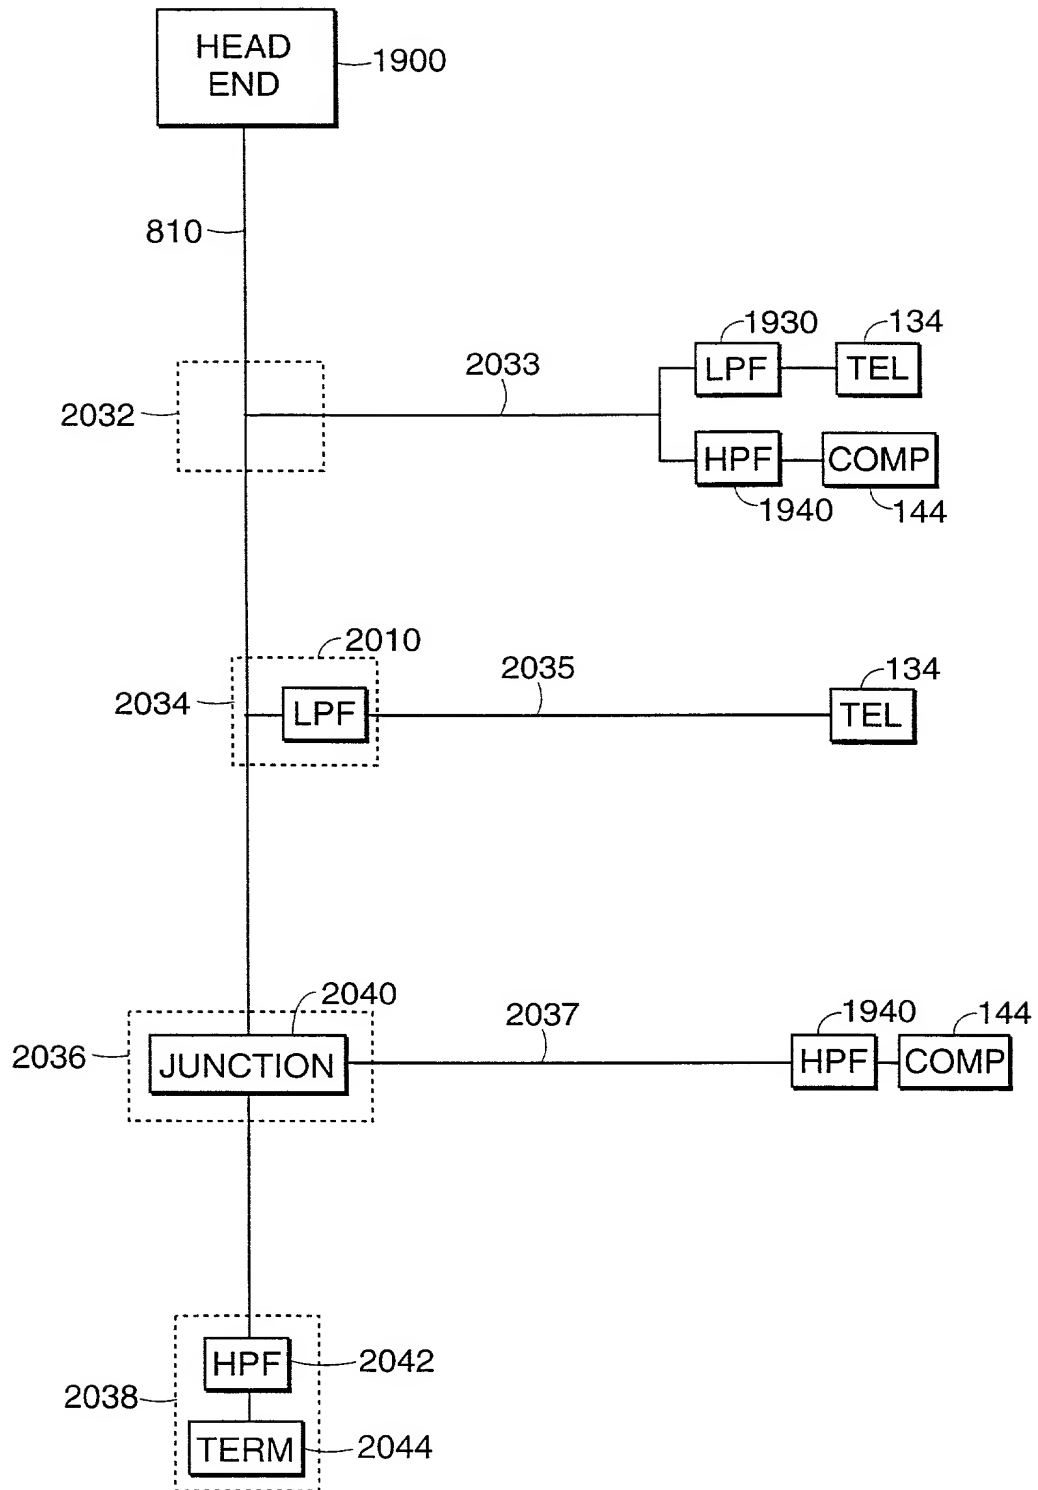 HEAD
END
1900
810
1930
134
2033
LPF
TEL
2032
HPF
COMP
1940
144
2010
2035
134
2034
LPF
TEL
2040
2037
1940
144
2036
JUNCTION
HPF
COMP
HPF
2042
2038
TERM
2044